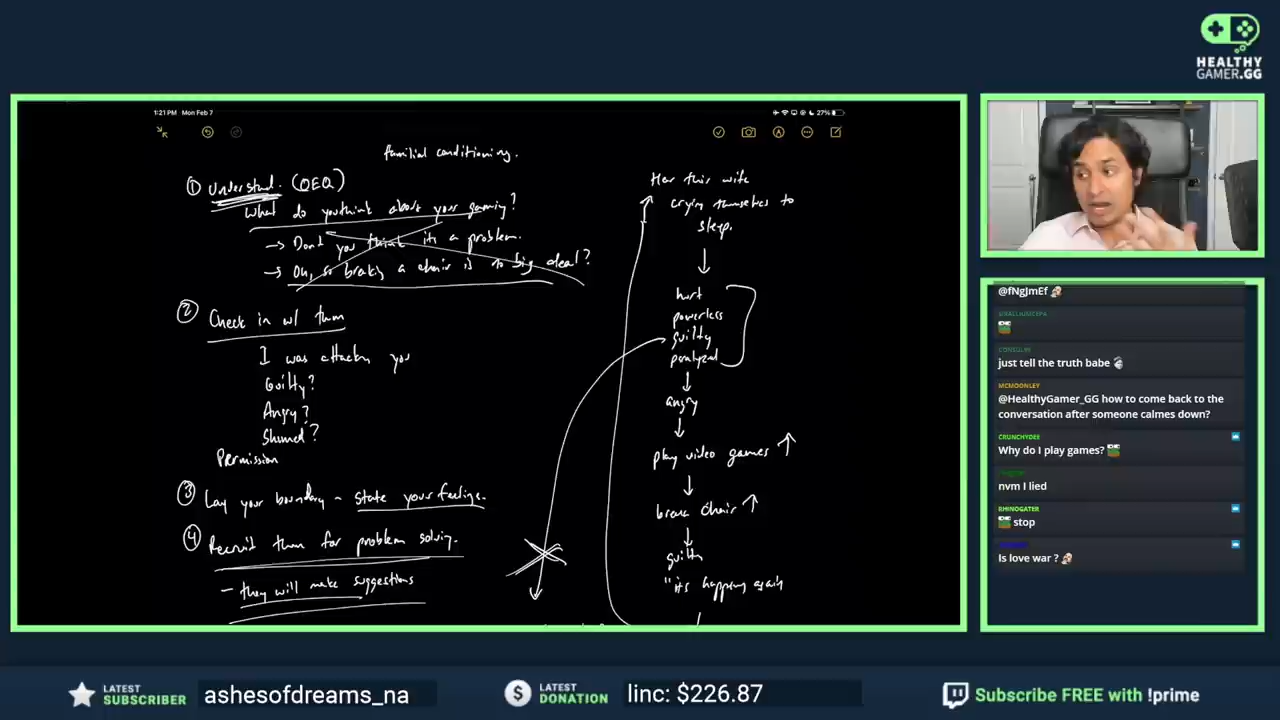 HEALTHY
GAMER.GG
1:21 PM Mon Feb 7
27%
familial conditioning.
① Understand. (OEQ)
What do you think about your gaming?
→ Don't you think its a problem.
→ Oh, so breaking a chair is no big deal?
② Check in w/ them
I was attacking you
Guilty?
Angry?
Shamed?
Permission
③ Lay your boundary - state your feelings.
④ Recruit them for problem solving.
- they will make suggestions
Hear this wife
crying themselves to
sleep.
↓
hurt
powerless
guilty
paralyzed
↓
angry
↓
play video games ↑
↓
break chair ↑
↓
guilty
"it's happening again
@fNgJmEf
just tell the truth babe
MCMOONLEY
@HealthyGamer_GG how to come back to the
conversation after someone calmes down?
CRUNCHYDEE
Why do I play games?
nvm I lied
RHINOGATER
stop
Is love war ?
LATEST
SUBSCRIBER
ashesofdreams_na
LATEST
DONATION
linc: $226.87
Subscribe FREE with !prime